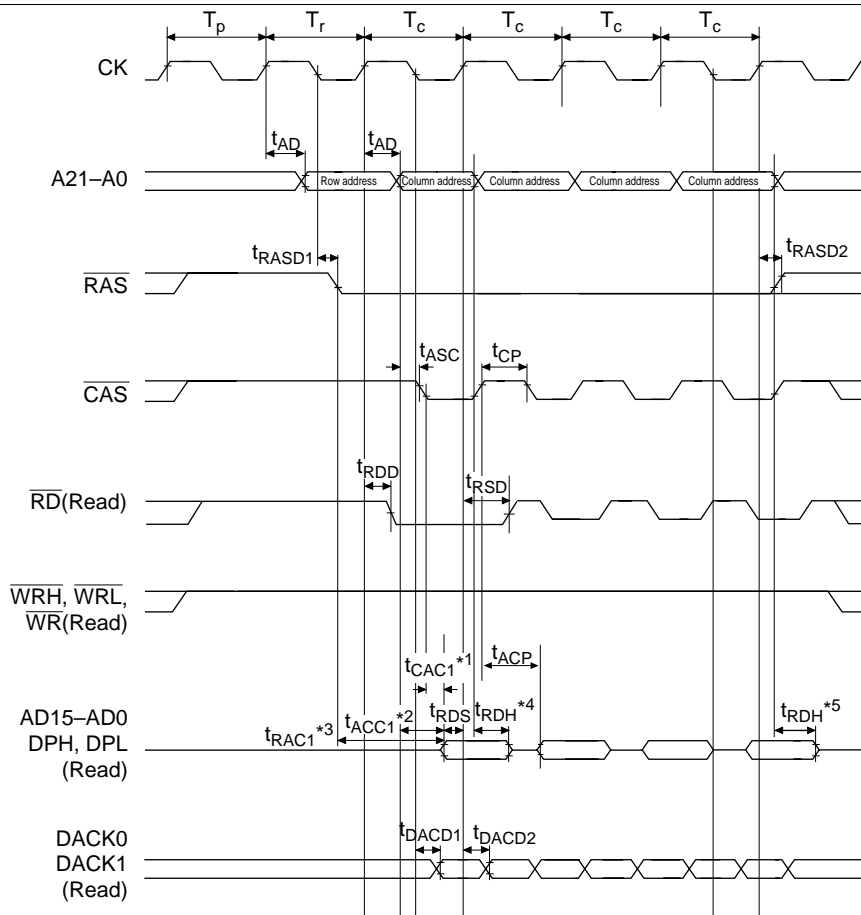 Tp Tr Tc Tc Tc Tc
CK
tAD tAD
A21–A0 Row address Column address Column address Column address Column address
tRASD1 tRASD2
RAS
tASC tCP
CAS
tRDD tRSD
RD(Read)
WRH, WRL,
WR(Read)
tCAC1*1 tACP
AD15–AD0
DPH, DPL
(Read)
tRAC1*3 tACC1*2 tRDS tRDH*4 tRDH*5
DACK0
DACK1
(Read)
tDACD1 tDACD2